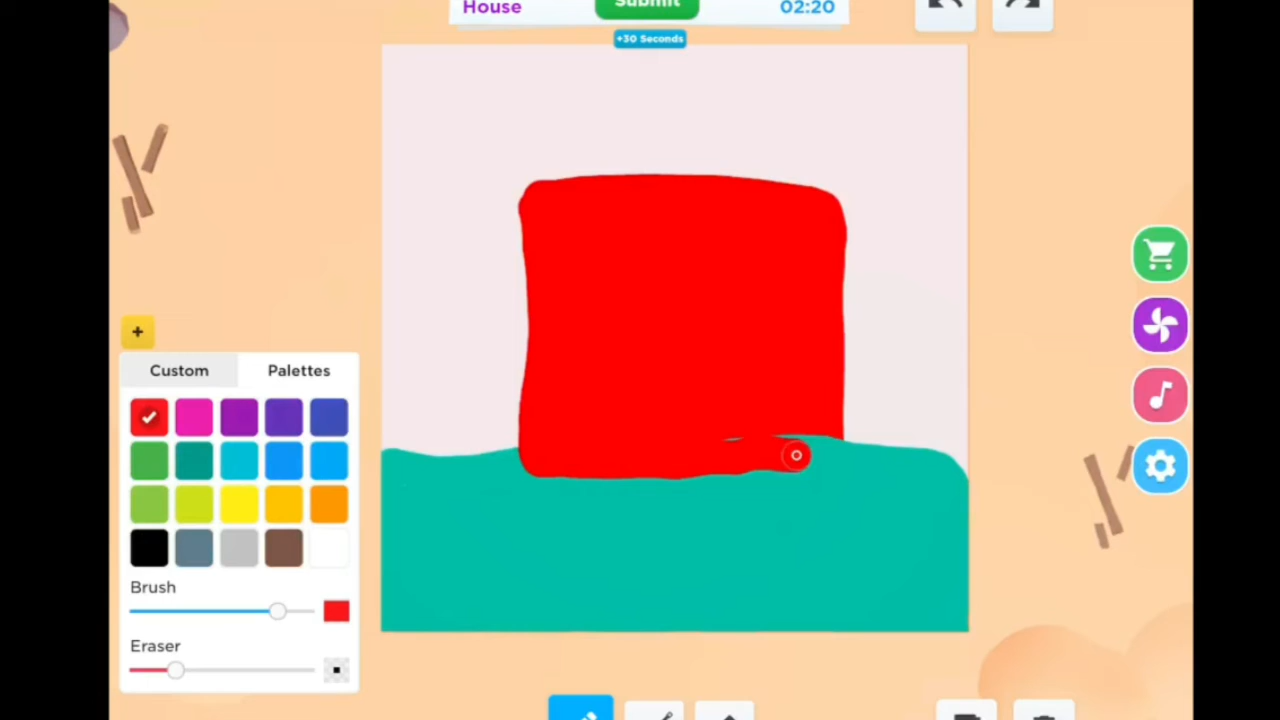 House
Submit
02:20
+30 Seconds
+
Custom
Palettes
Brush
Eraser